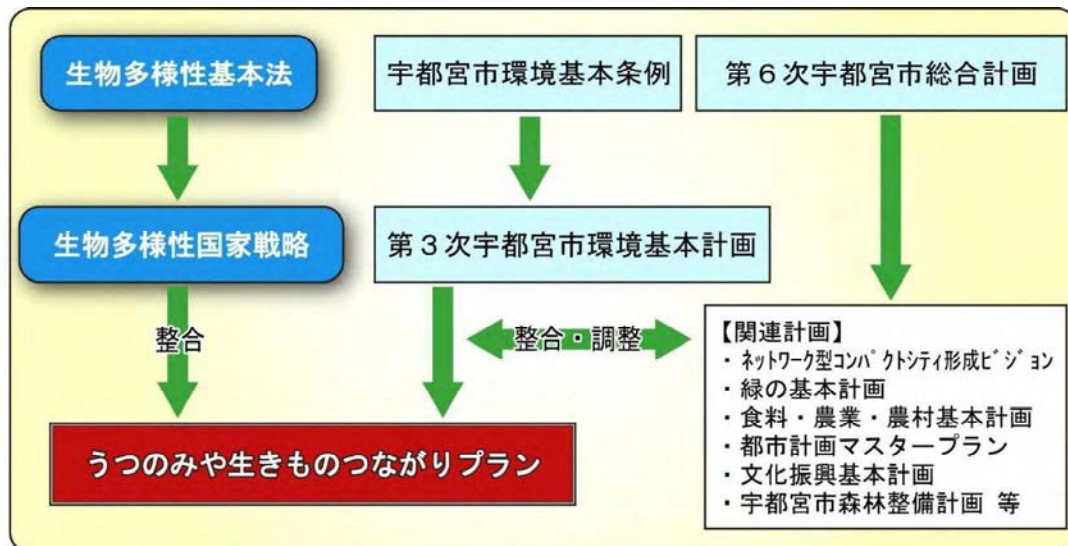 生物多様性基本法
宇都宮市環境基本条例
第６次宇都宮市総合計画
生物多様性国家戦略
第３次宇都宮市環境基本計画
整合
整合・調整
【関連計画】
・ネットワーク型コンパクトシティ形成ビジョン
・緑の基本計画
・食料・農業・農村基本計画
・都市計画マスタープラン
・文化振興基本計画
・宇都宮市森林整備計画 等
うつのみや生きものつながりプラン